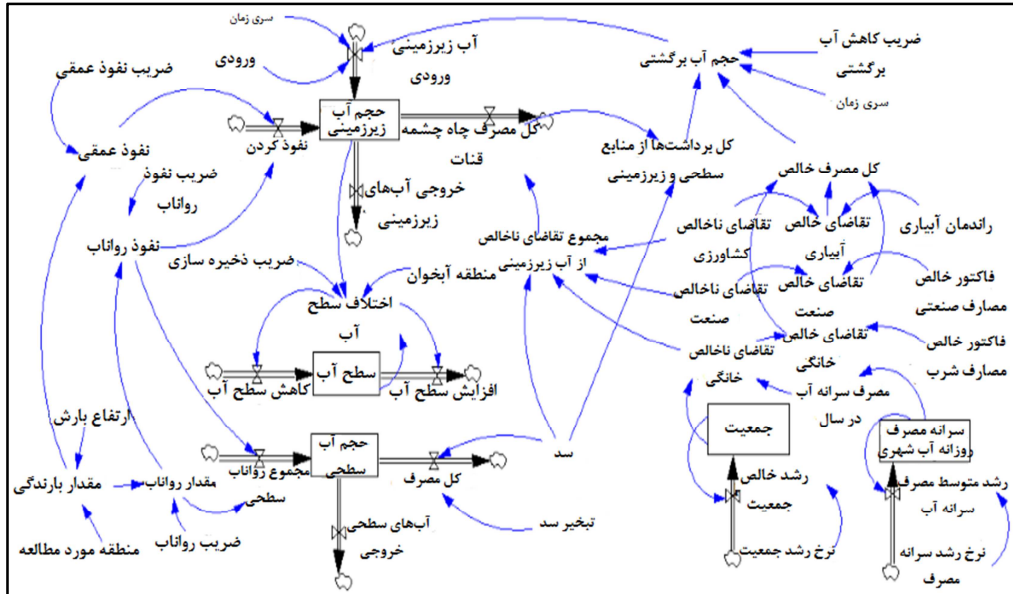 سری زمان
آب زیرزمینی
ورودی
ورودی
ضریب کاهش آب
برگشتی
حجم آب برگشتی
سری زمان
ضریب نفوذ عمقی
حجم آب
زیرزمینی
کل مصرف چاه چشمه
قنات
نفوذ کردن
نفوذ عمقی
کل برداشت‌ها از منابع
سطحی و زیرزمینی
کل مصرف خالص
ضریب نفوذ
رواناب
خروجی آب‌های
زیرزمینی
تقاضای ناخالص
کشاورزی
تقاضای خالص
آبیاری
راندمان آبیاری
نفوذ رواناب
مجموع تقاضای ناخالص
از آب زیرزمینی
ضریب ذخیره سازی
منطقه آبخوان
تقاضای ناخالص
صنعت
تقاضای خالص
صنعت
فاکتور خالص
مصارف صنعتی
اختلاف سطح
آب
تقاضای ناخالص
خانگی
تقاضای خالص
خانگی
فاکتور خالص
مصارف شرب
سطح آب
کاهش سطح آب
افزایش سطح آب
مصرف سرانه آب
در سال
ارتفاع بارش
جمعیت
سرانه مصرف
روزانه آب شهری
حجم آب
سطحی
مجموع رواناب
کل مصرف
سد
مقدار بارندگی
مقدار رواناب
سطحی
رشد خالص
جمعیت
رشد متوسط مصرف
سرانه آب
آب‌های سطحی
خروجی
تبخیر سد
منطقه مورد مطالعه
ضریب رواناب
نرخ رشد جمعیت
نرخ رشد سرانه
مصرف